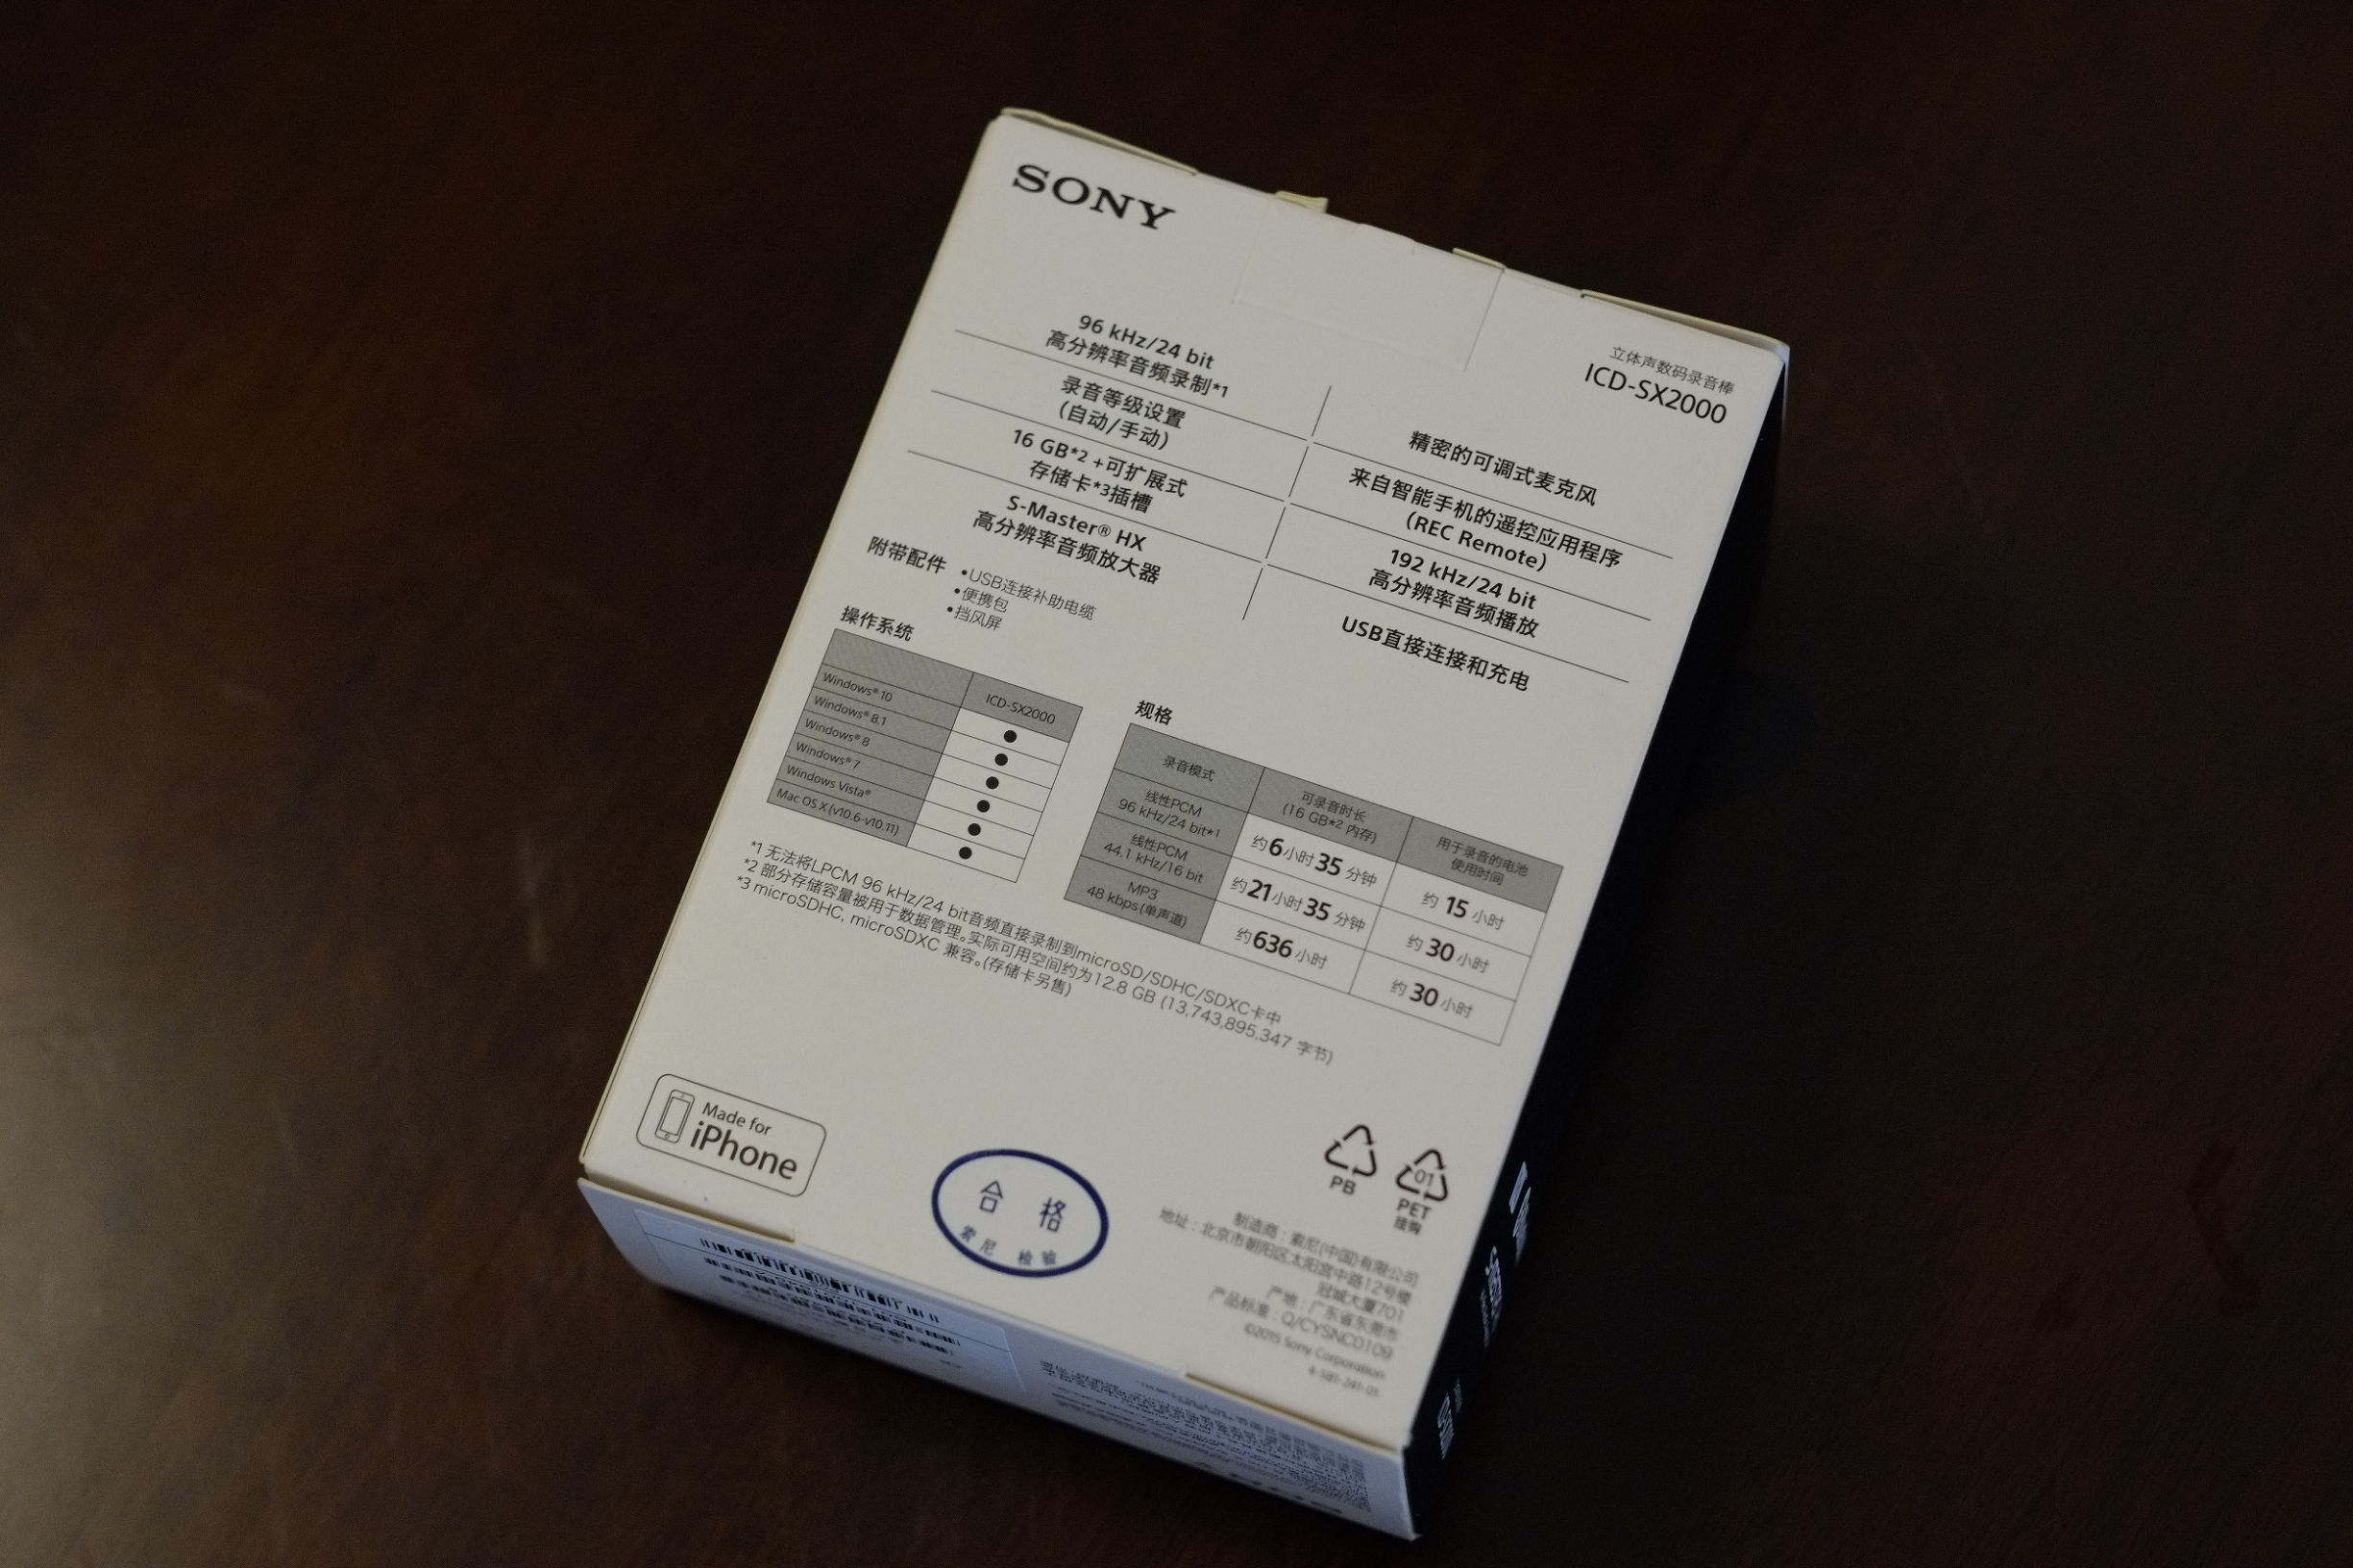 SONY
立体声数码录音棒
ICD-SX2000
96 kHz/24 bit
高分辨率音频录制*1
精密的可调式麦克风
录音等级设置
(自动/手动)
来自智能手机的遥控应用程序
(REC Remote)
16 GB*2 +可扩展式
存储卡*3插槽
192 kHz/24 bit
高分辨率音频播放
S-Master® HX
高分辨率音频放大器
USB直接连接和充电
附带配件
•USB连接补助电缆
•便携包
•挡风屏
操作系统
ICD-SX2000
Windows® 10 ●
Windows® 8.1 ●
Windows® 8 ●
Windows® 7 ●
Windows Vista® ●
Mac OS X (v10.6-v10.11) ●
规格
录音模式
可录音时长
(16 GB*2 内存)
用于录音的电池
使用时间
线性PCM
96 kHz/24 bit*1
约6小时35 分钟
约 15 小时
线性PCM
44.1 kHz/16 bit
约21小时35 分钟
约 30 小时
MP3
48 kbps(单声道)
约636小时
约 30 小时
*1 无法将LPCM 96 kHz/24 bit音频直接录制到microSD/SDHC/SDXC卡中
*2 部分存储容量被用于数据管理。实际可用空间约为12.8 GB (13,743,895,347 字节)
*3 microSDHC, microSDXC 兼容。(存储卡另售)
Made for
iPhone
合格
索尼检验
PB
01
PET
挂钩
制造商：索尼(中国)有限公司
地址：北京市朝阳区太阳宫中路12号楼
冠城大厦701
产地：广东省东莞市
产品标准：Q/CYSNC0109
©2015 Sony Corporation
4-581-241-01